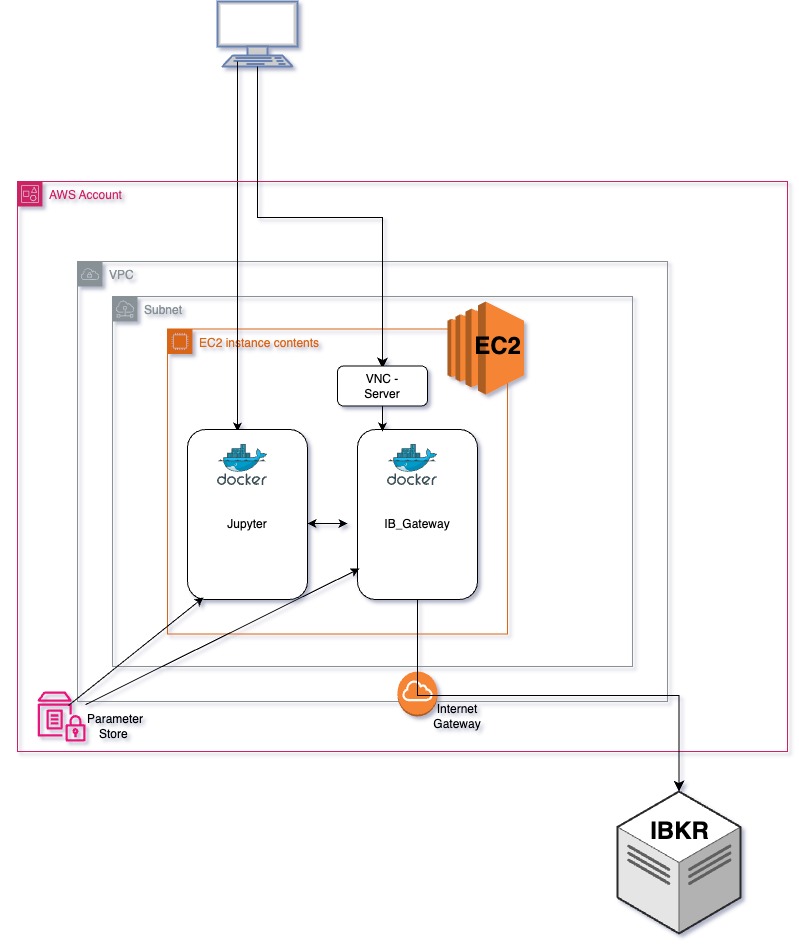 AWS Account
VPC
Subnet
EC2 instance contents
EC2
VNC -
Server
docker
docker
Jupyter
IB_Gateway
Parameter
Store
Internet
Gateway
IBKR